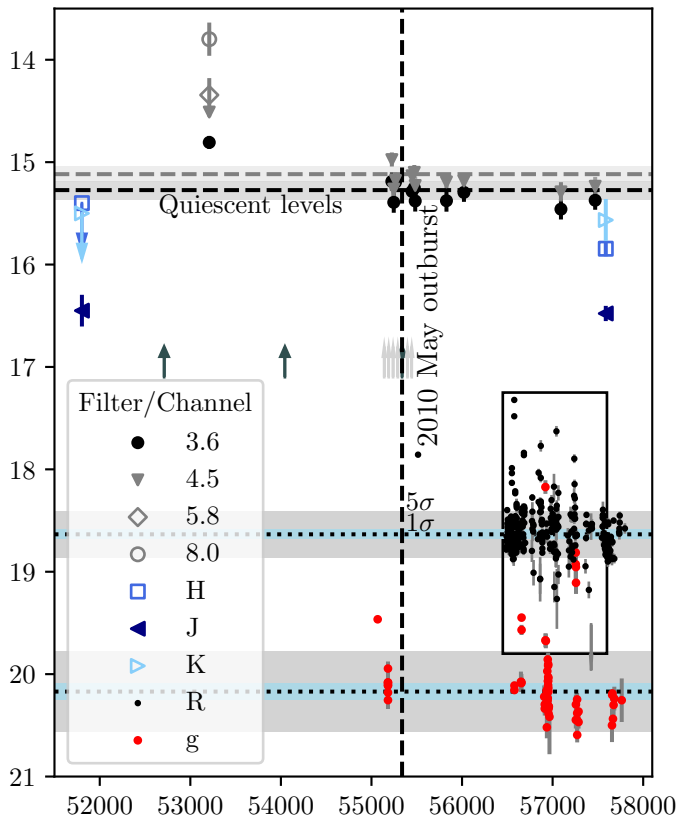 14
15
16
17
18
19
20
21
Quiescent levels
2010 May outburst
5σ
1σ
Filter/Channel
3.6
4.5
5.8
8.0
H
J
K
R
g
52000 53000 54000 55000 56000 57000 58000